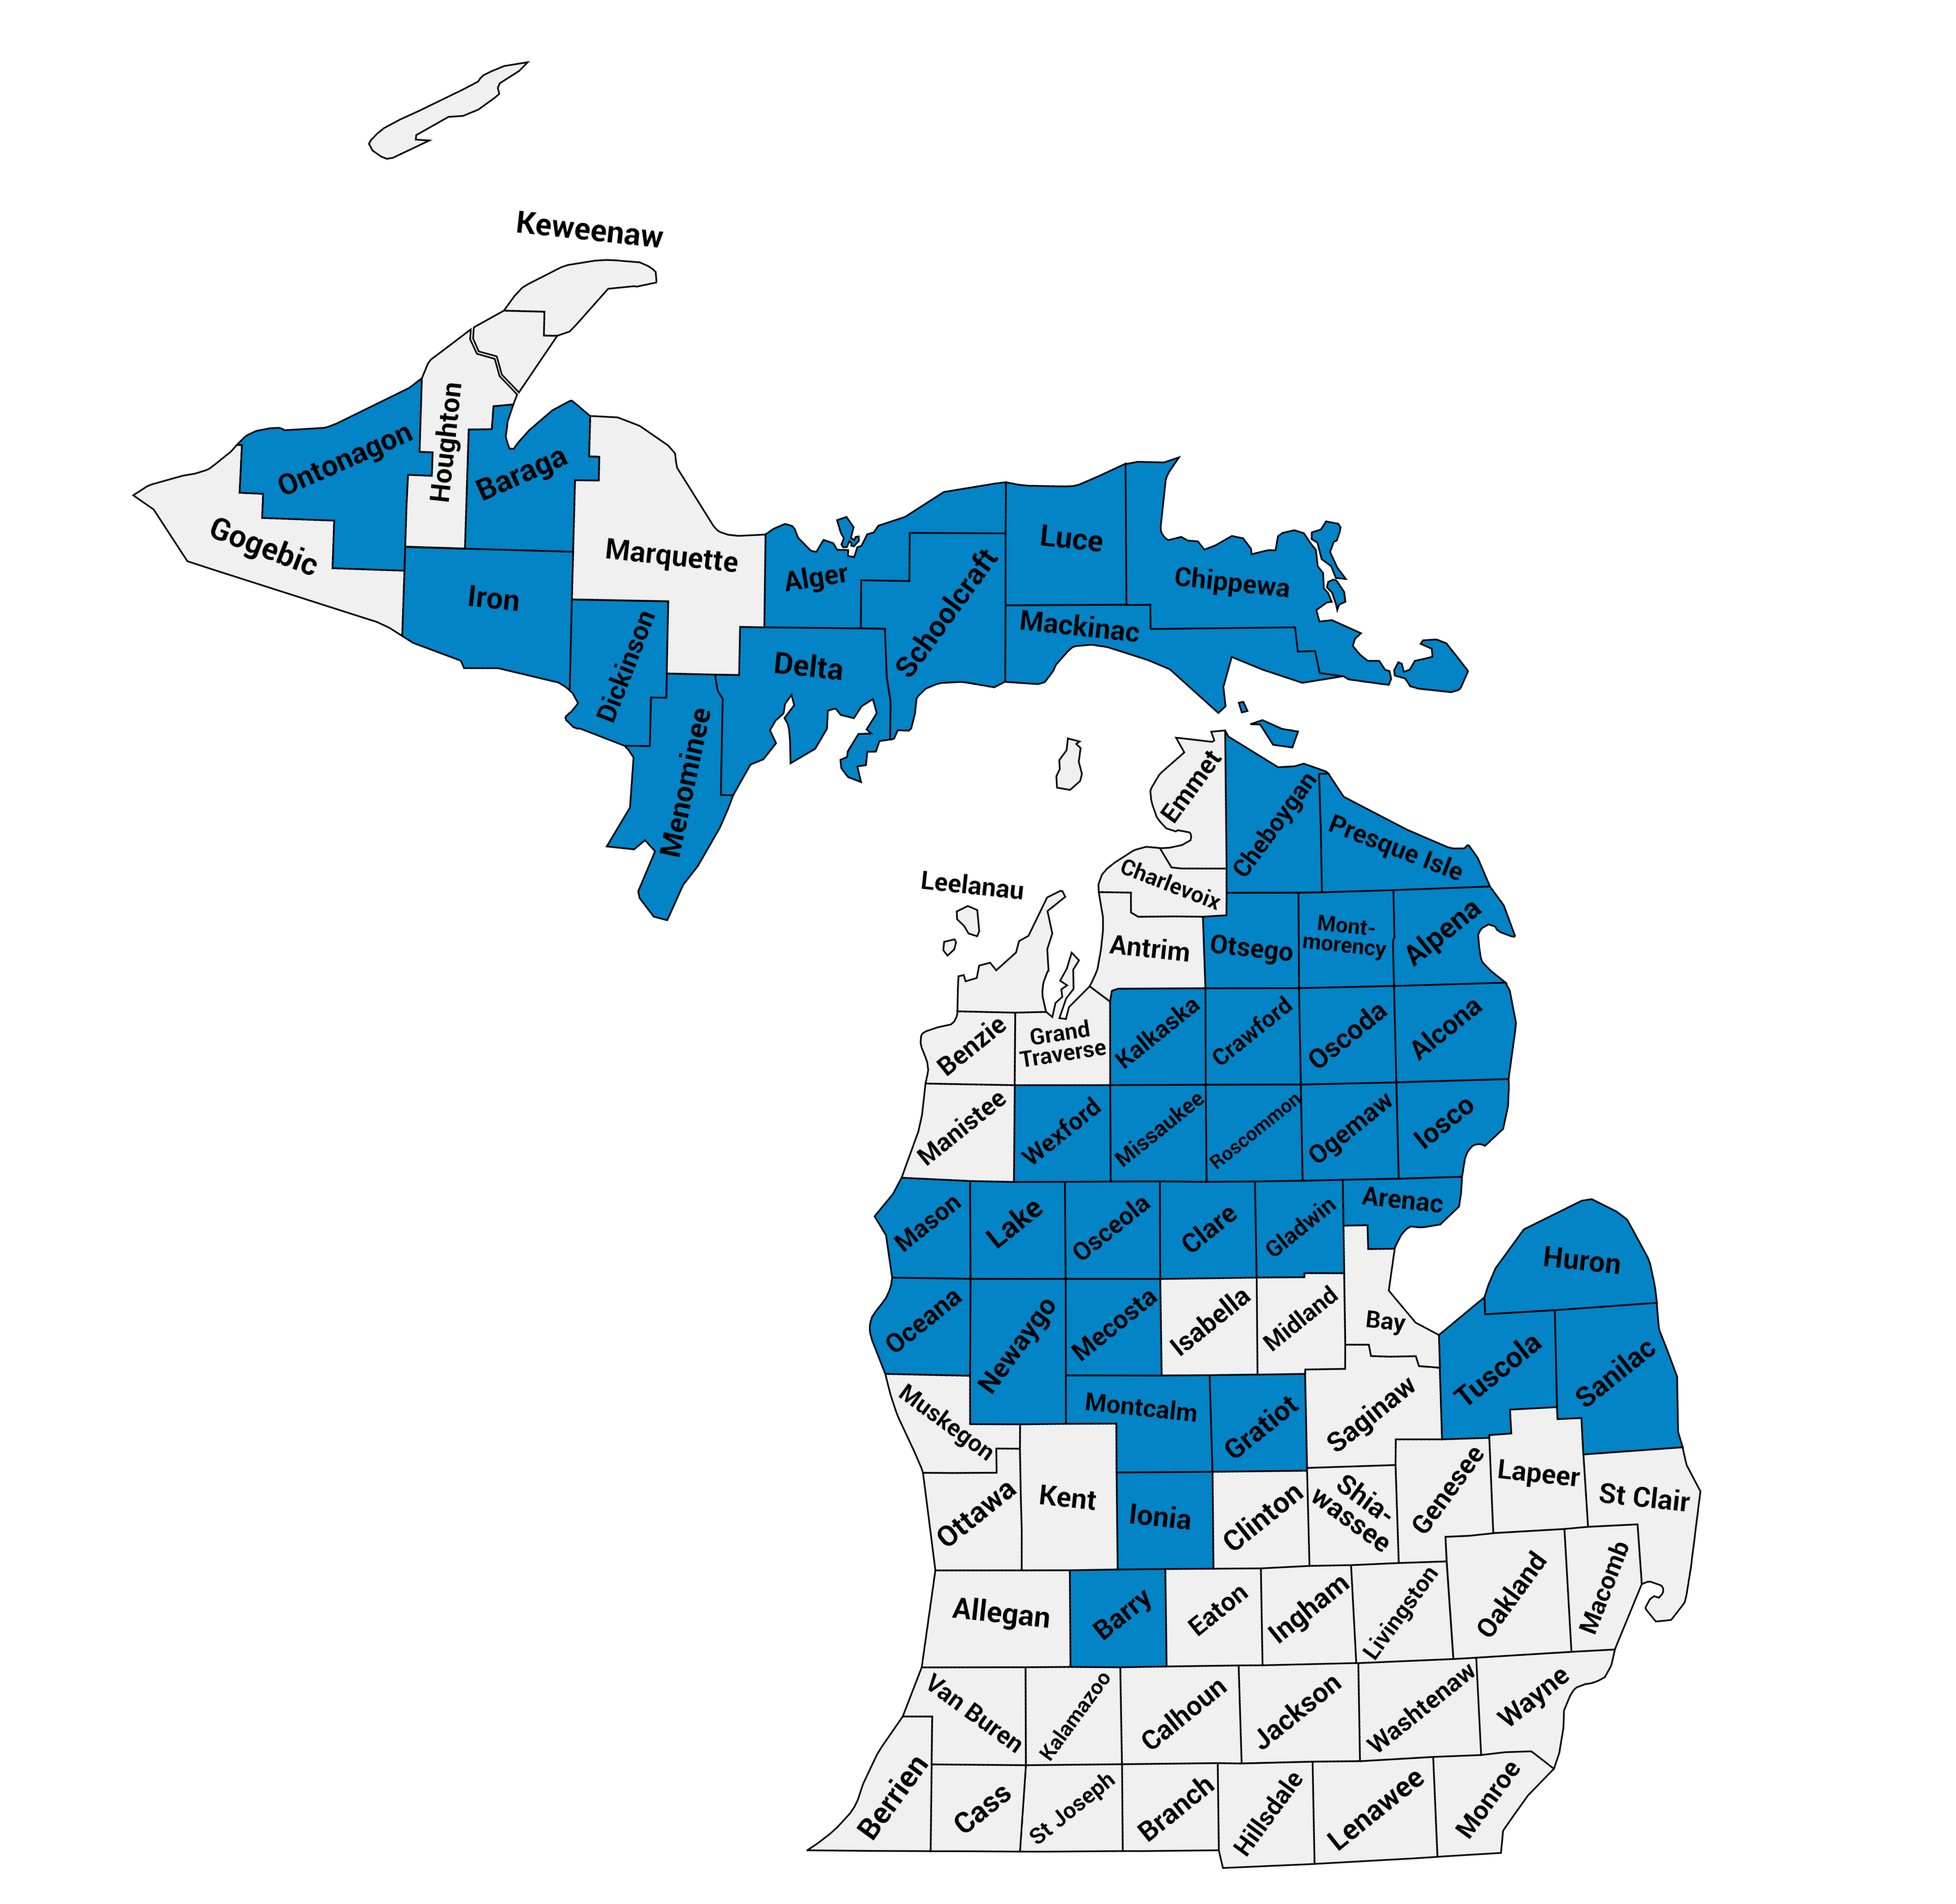 Keweenaw
Houghton
Ontonagon
Baraga
Gogebic
Marquette
Iron
Alger
Luce
Schoolcraft
Chippewa
Mackinac
Dickinson
Delta
Menominee
Emmet
Cheboygan
Presque Isle
Charlevoix
Leelanau
Antrim
Otsego
Mont-
morency
Alpena
Benzie
Grand
Traverse
Kalkaska
Crawford
Oscoda
Alcona
Manistee
Wexford
Missaukee
Roscommon
Ogemaw
Iosco
Mason
Lake
Osceola
Clare
Gladwin
Arenac
Huron
Oceana
Newaygo
Mecosta
Isabella
Midland
Bay
Tuscola
Sanilac
Muskegon
Montcalm
Gratiot
Saginaw
Ottawa
Kent
Ionia
Clinton
Shia-
wassee
Genesee
Lapeer
St Clair
Allegan
Barry
Eaton
Ingham
Livingston
Oakland
Macomb
Van Buren
Kalamazoo
Calhoun
Jackson
Washtenaw
Wayne
Berrien
Cass
St Joseph
Branch
Hillsdale
Lenawee
Monroe